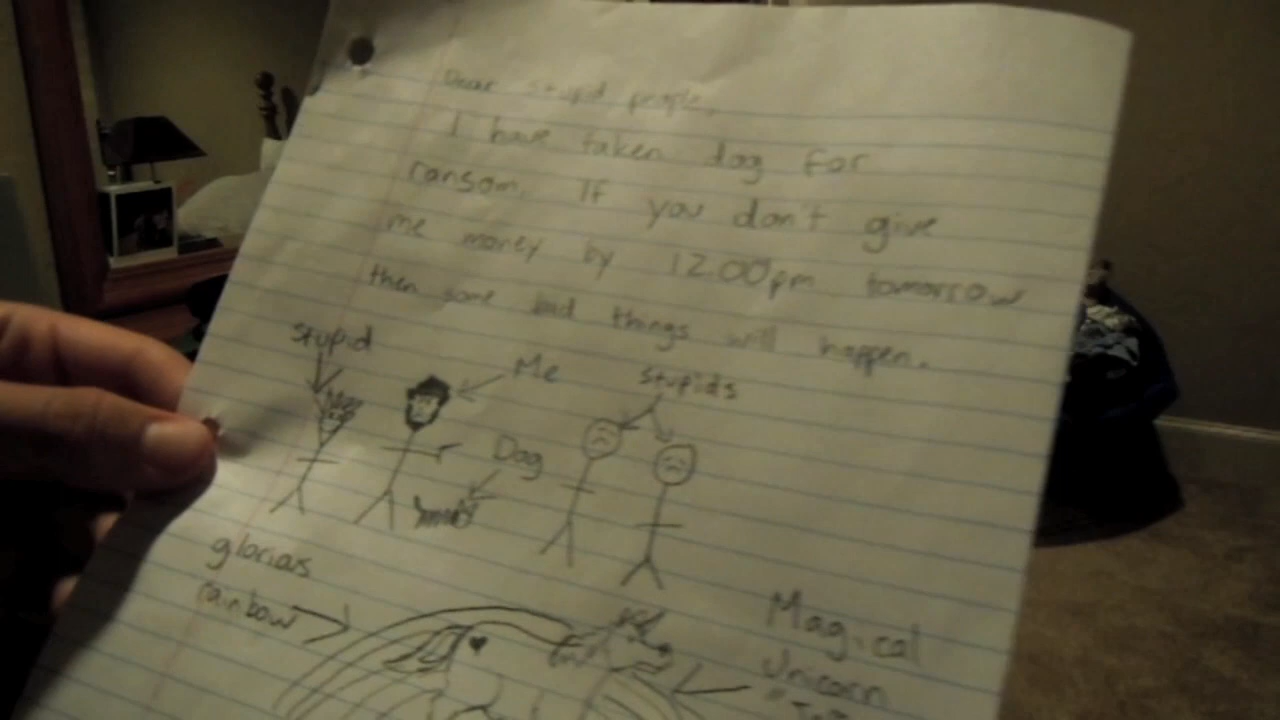 Dear stupid people,
I have taken dog for
ransom. If you don't give
me money by 12:00pm tomorrow
then some bad things will happen.
stupid
Me
stupids
Dog
glorious
rainbow
Magical
Unicorn